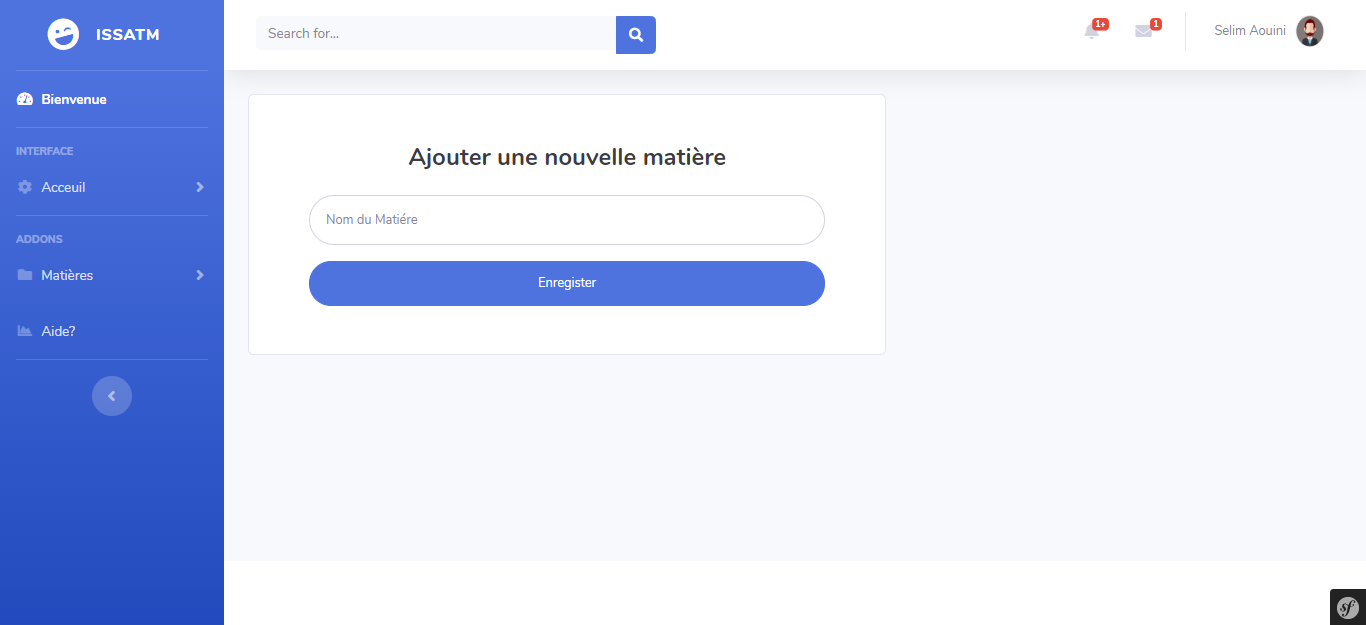 ISSATM
Search for...
1+
1
Selim Aouini
Bienvenue
INTERFACE
Acceuil
ADDONS
Matières
Aide?
Ajouter une nouvelle matière
Nom du Matiére
Enregister
sf